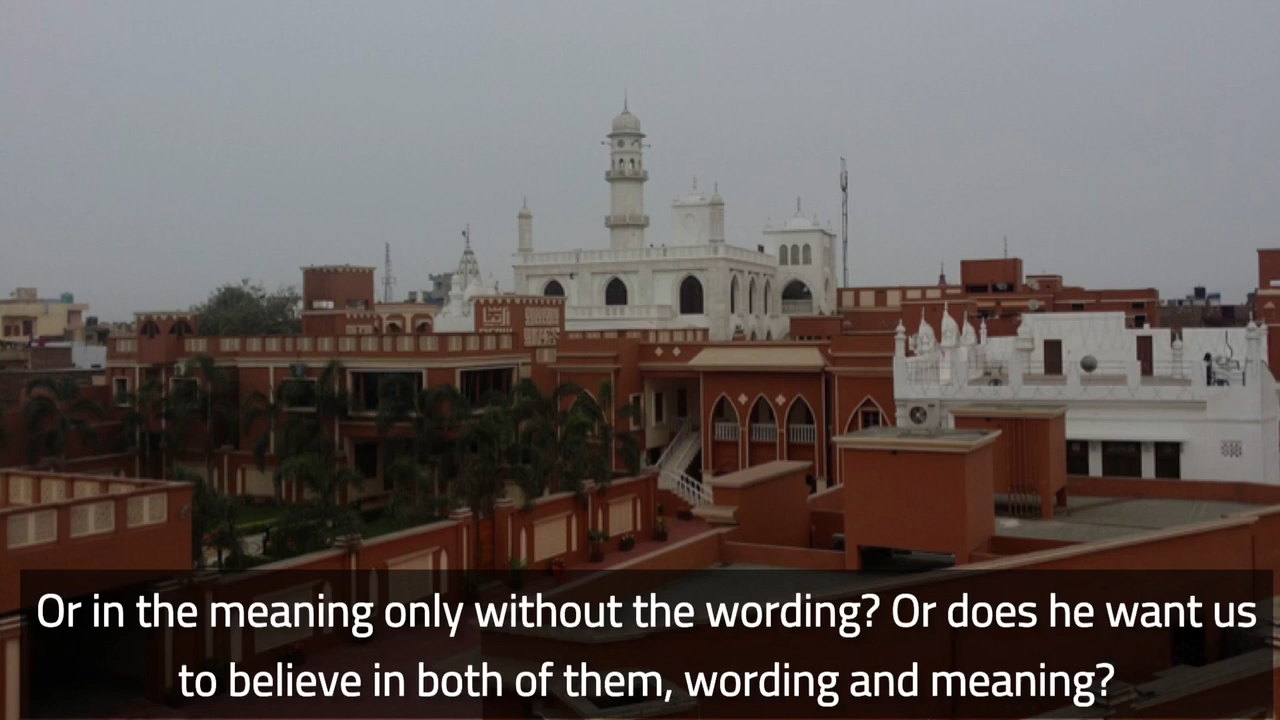 Or in the meaning only without the wording? Or does he want us
to believe in both of them, wording and meaning?